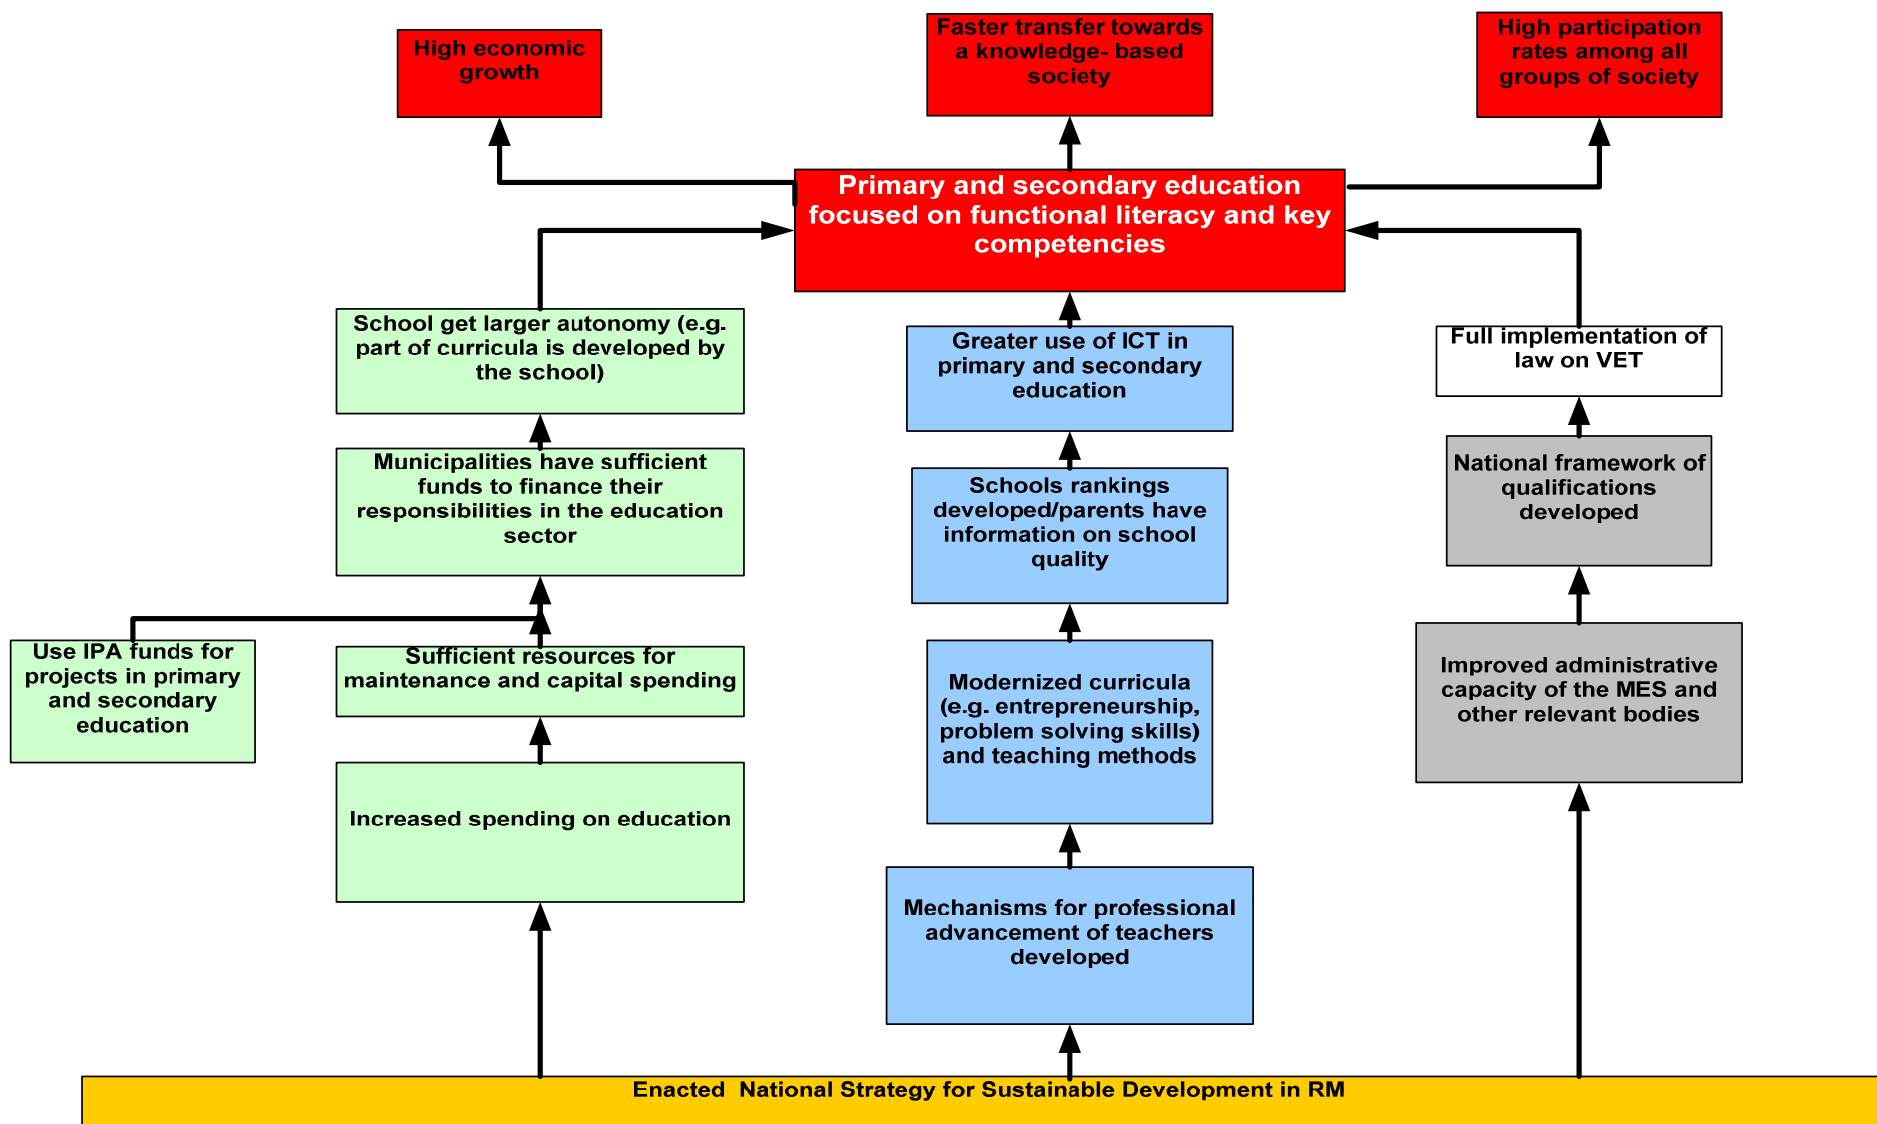 High economic
growth
Faster transfer towards
a knowledge- based
society
High participation
rates among all
groups of society
Primary and secondary education
focused on functional literacy and key
competencies
School get larger autonomy (e.g.
part of curricula is developed by
the school)
Greater use of ICT in
primary and secondary
education
Full implementation of
law on VET
Municipalities have sufficient
funds to finance their
responsibilities in the education
sector
Schools rankings
developed/parents have
information on school
quality
National framework of
qualifications
developed
Use IPA funds for
projects in primary
and secondary
education
Sufficient resources for
maintenance and capital spending
Modernized curricula
(e.g. entrepreneurship,
problem solving skills)
and teaching methods
Improved administrative
capacity of the MES and
other relevant bodies
Increased spending on education
Mechanisms for professional
advancement of teachers
developed
Enacted  National Strategy for Sustainable Development in RM